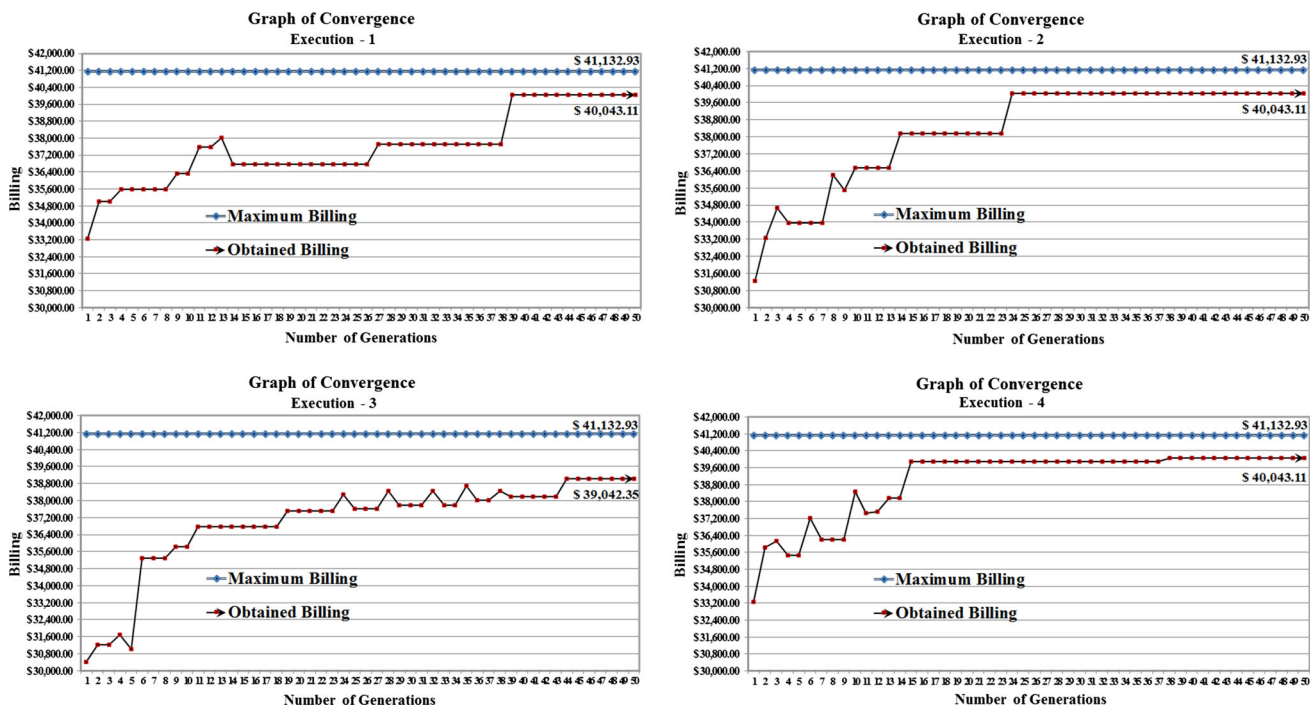 Graph of Convergence
Execution - 1
$ 41,132.93
$ 40,043.11
$42,000.00
$41,200.00
$40,400.00
$39,600.00
$38,800.00
$38,000.00
$37,200.00
$36,400.00
$35,600.00
$34,800.00
$34,000.00
$33,200.00
$32,400.00
$31,600.00
$30,800.00
$30,000.00
Billing
Maximum Billing
Obtained Billing
1 2 3 4 5 6 7 8 9 10 11 12 13 14 15 16 17 18 19 20 21 22 23 24 25 26 27 28 29 30 31 32 33 34 35 36 37 38 39 40 41 42 43 44 45 46 47 48 49 50
Number of Generations
Graph of Convergence
Execution - 2
$ 41,132.93
$ 40,043.11
$42,000.00
$41,200.00
$40,400.00
$39,600.00
$38,800.00
$38,000.00
$37,200.00
$36,400.00
$35,600.00
$34,800.00
$34,000.00
$33,200.00
$32,400.00
$31,600.00
$30,800.00
$30,000.00
Billing
Maximum Billing
Obtained Billing
1 2 3 4 5 6 7 8 9 10 11 12 13 14 15 16 17 18 19 20 21 22 23 24 25 26 27 28 29 30 31 32 33 34 35 36 37 38 39 40 41 42 43 44 45 46 47 48 49 50
Number of Generations
Graph of Convergence
Execution - 3
$ 41,132.93
$ 39,042.35
$42,000.00
$41,200.00
$40,400.00
$39,600.00
$38,800.00
$38,000.00
$37,200.00
$36,400.00
$35,600.00
$34,800.00
$34,000.00
$33,200.00
$32,400.00
$31,600.00
$30,800.00
$30,000.00
Billing
Maximum Billing
Obtained Billing
1 2 3 4 5 6 7 8 9 10 11 12 13 14 15 16 17 18 19 20 21 22 23 24 25 26 27 28 29 30 31 32 33 34 35 36 37 38 39 40 41 42 43 44 45 46 47 48 49 50
Number of Generations
Graph of Convergence
Execution - 4
$ 41,132.93
$ 40,043.11
$42,000.00
$41,200.00
$40,400.00
$39,600.00
$38,800.00
$38,000.00
$37,200.00
$36,400.00
$35,600.00
$34,800.00
$34,000.00
$33,200.00
$32,400.00
$31,600.00
$30,800.00
$30,000.00
Billing
Maximum Billing
Obtained Billing
1 2 3 4 5 6 7 8 9 10 11 12 13 14 15 16 17 18 19 20 21 22 23 24 25 26 27 28 29 30 31 32 33 34 35 36 37 38 39 40 41 42 43 44 45 46 47 48 49 50
Number of Generations